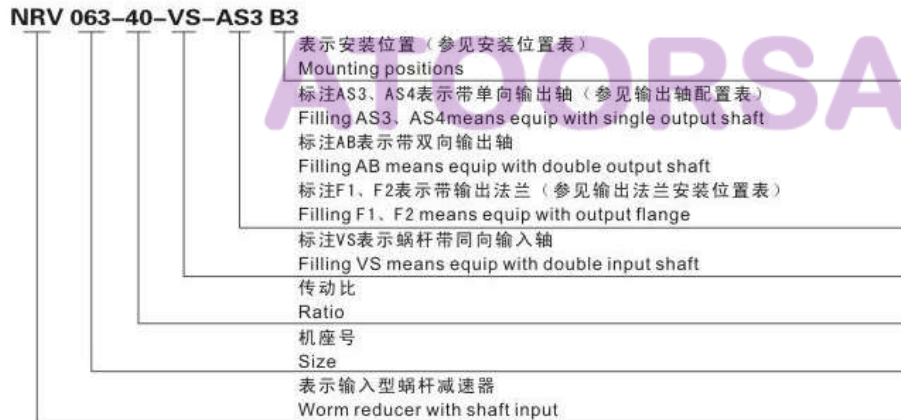 NRV 063-40-VS-AS3 B3
表示安装位置（参见安装位置表）
Mounting positions
标注AS3、AS4表示带单向输出轴（参见输出轴配置表）
Filling AS3、AS4means equip with single output shaft
标注AB表示带双向输出轴
Filling AB means equip with double output shaft
标注F1、F2表示带输出法兰（参见输出法兰安装位置表）
Filling F1、F2 means equip with output flange
标注VS表示蜗杆带同向输入轴
Filling VS means equip with double input shaft
传动比
Ratio
机座号
Size
表示输入型蜗杆减速器
Worm reducer with shaft input
ATOORSA